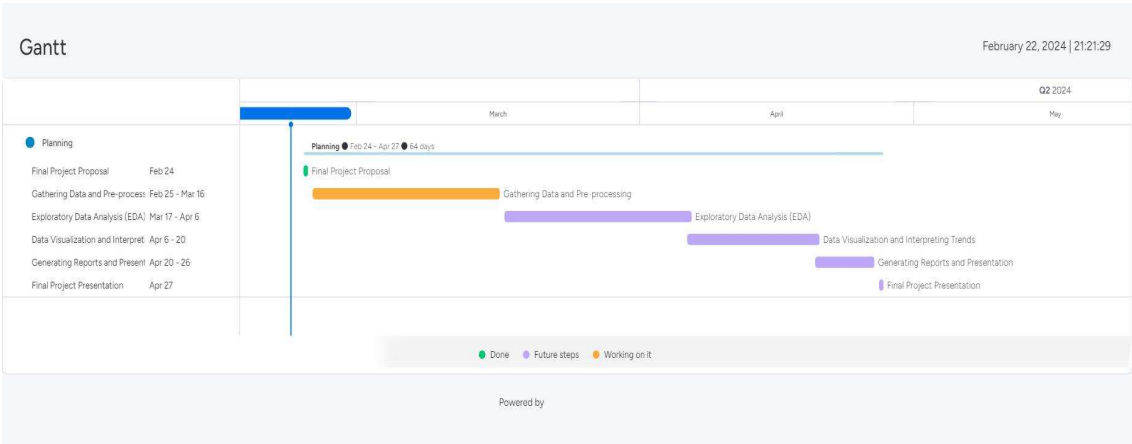 Gantt
February 22, 2024 | 21:21:29
Q2 2024
March April May
Planning
Planning Feb 24 - Apr 27 64 days
Final Project Proposal Feb 24 Final Project Proposal
Gathering Data and Pre-process Feb 25 - Mar 16 Gathering Data and Pre-processing
Exploratory Data Analysis (EDA) Mar 17 - Apr 6 Exploratory Data Analysis (EDA)
Data Visualization and Interpret Apr 6 - 20 Data Visualization and Interpreting Trends
Generating Reports and Present Apr 20 - 26 Generating Reports and Presentation
Final Project Presentation Apr 27 Final Project Presentation
Done Future steps Working on it
Powered by